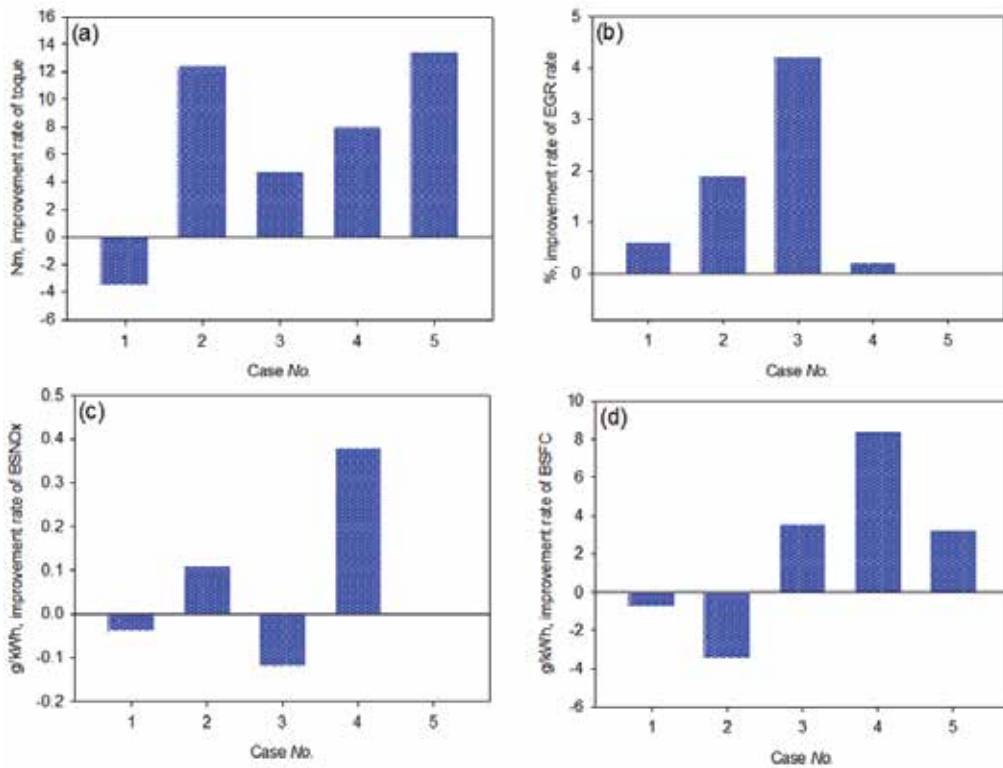 (a)
Nm, improvement rate of toque
16
14
12
10
8
6
4
2
0
-2
-4
-6
1 2 3 4 5
Case No.
(b)
%, improvement rate of EGR rate
5
4
3
2
1
0
1 2 3 4 5
Case No.
(c)
g/kWh, improvement rate of BSNOx
0.5
0.4
0.3
0.2
0.1
0.0
-0.1
-0.2
1 2 3 4 5
Case No.
(d)
g/kWh, improvement rate of BSFC
10
8
6
4
2
0
-2
-4
-6
1 2 3 4 5
Case No.